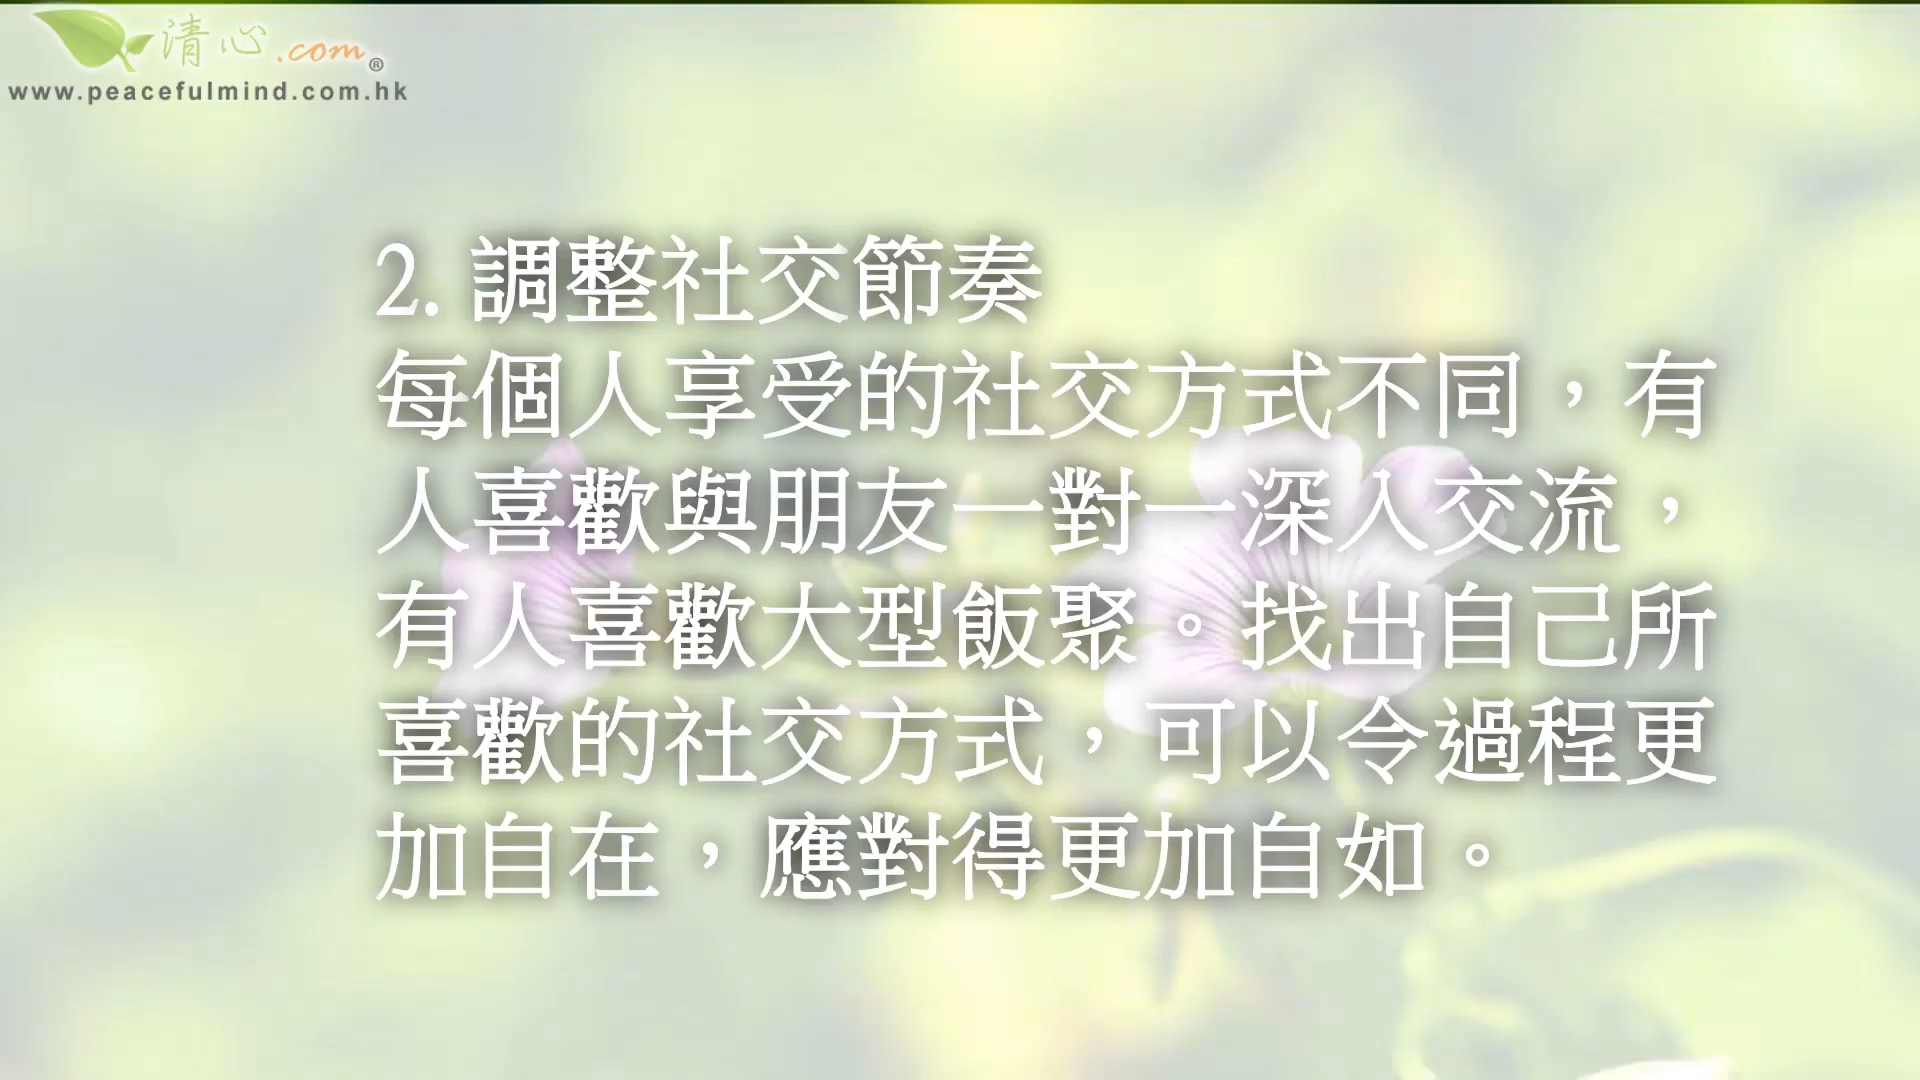 清心.com®
www.peacefulmind.com.hk
2. 調整社交節奏
每個人享受的社交方式不同，有
人喜歡與朋友一對一深入交流，
有人喜歡大型飯聚。找出自己所
喜歡的社交方式，可以令過程更
加自在，應對得更加自如。